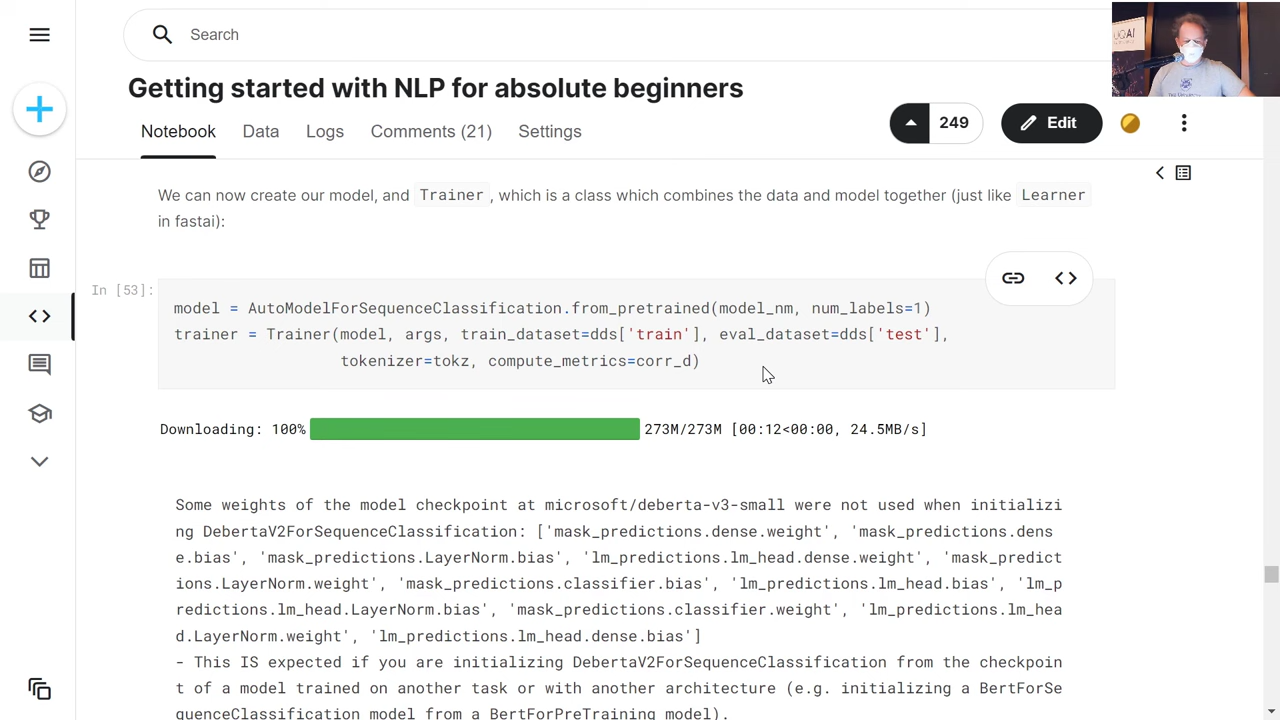 Search
UQAI
Getting started with NLP for absolute beginners
Notebook
Data
Logs
Comments (21)
Settings
249
Edit
We can now create our model, and Trainer , which is a class which combines the data and model together (just like Learner
in fastai):
In [53]:
model = AutoModelForSequenceClassification.from_pretrained(model_nm, num_labels=1)
trainer = Trainer(model, args, train_dataset=dds['train'], eval_dataset=dds['test'],
tokenizer=tokz, compute_metrics=corr_d)
Downloading: 100% 273M/273M [00:12<00:00, 24.5MB/s]
Some weights of the model checkpoint at microsoft/deberta-v3-small were not used when initializi
ng DebertaV2ForSequenceClassification: ['mask_predictions.dense.weight', 'mask_predictions.dens
e.bias', 'mask_predictions.LayerNorm.bias', 'lm_predictions.lm_head.dense.weight', 'mask_predict
ions.LayerNorm.weight', 'mask_predictions.classifier.bias', 'lm_predictions.lm_head.bias', 'lm_p
redictions.lm_head.LayerNorm.bias', 'mask_predictions.classifier.weight', 'lm_predictions.lm_hea
d.LayerNorm.weight', 'lm_predictions.lm_head.dense.bias']
- This IS expected if you are initializing DebertaV2ForSequenceClassification from the checkpoin
t of a model trained on another task or with another architecture (e.g. initializing a BertForSe
quenceClassification model from a BertForPreTraining model).